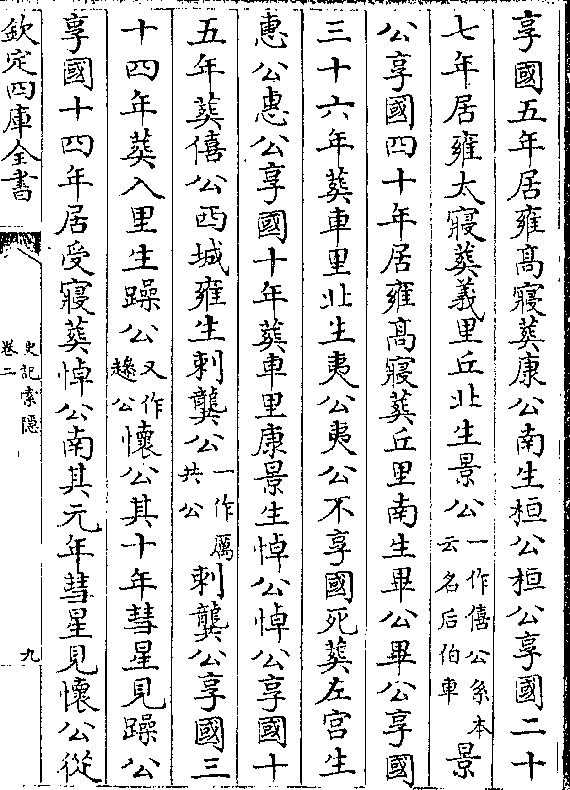 享國五年居雍髙寢葬康公南生桓公桓公享國二十
七年居雍太寢葬義里丘北生景公一作僖公系本云名后伯車景
公享國四十年居雍髙寢葬丘里南生畢公畢公享國
三十六年葬車里北生夷公夷公不享國死葬左宫生
惠公惠公享國十年葬車里康景生悼公悼公享國十
五年葬僖公西城雍生刺龔公一作厲共公刺龔公享國三
十四年葬入里生躁公又作趮公懷公其十年彗星見躁公
享國十四年居受寢葬悼公南其元年彗星見懷公從
欽定四庫全書
史記索隱
卷二
九